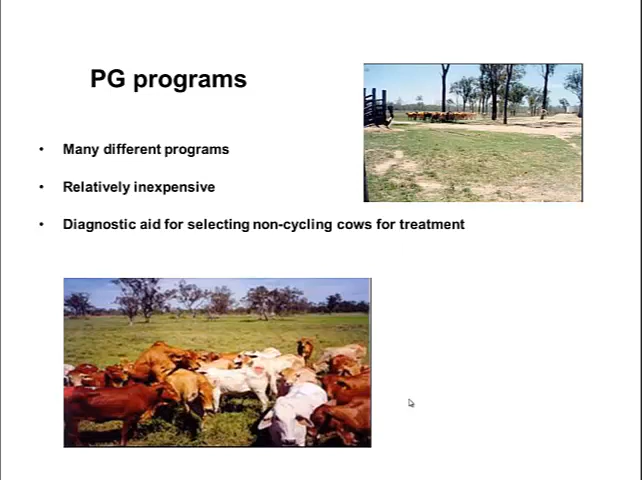 PG programs
• Many different programs
• Relatively inexpensive
• Diagnostic aid for selecting non-cycling cows for treatment